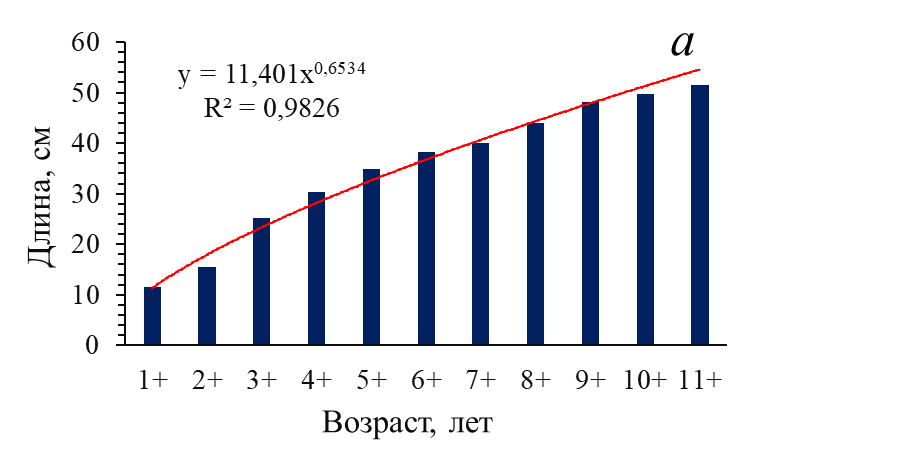 a
60
y = 11,401x^0,6534
R² = 0,9826
50
40
30
20
10
0
Длина, см
1+ 2+ 3+ 4+ 5+ 6+ 7+ 8+ 9+ 10+ 11+
Возраст, лет